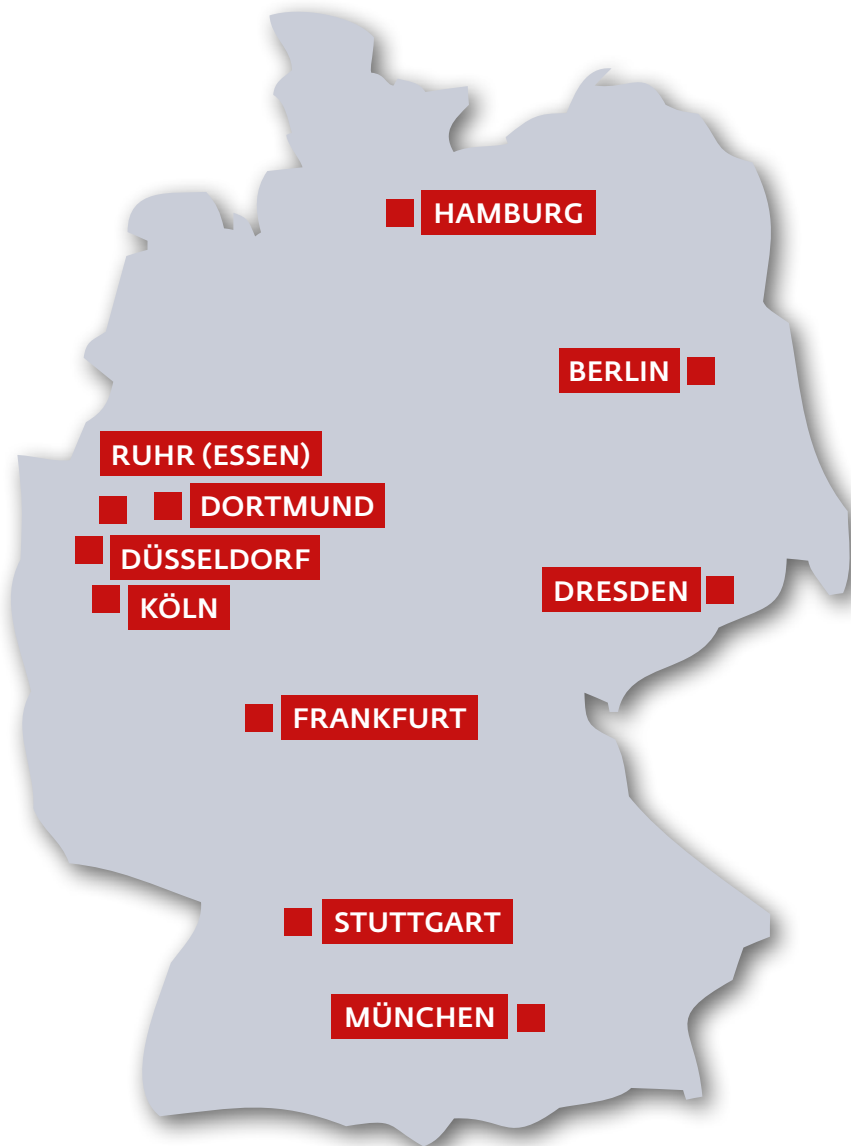 HAMBURG
BERLIN
RUHR (ESSEN)
DORTMUND
DÜSSELDORF
KÖLN
DRESDEN
FRANKFURT
STUTTGART
MÜNCHEN